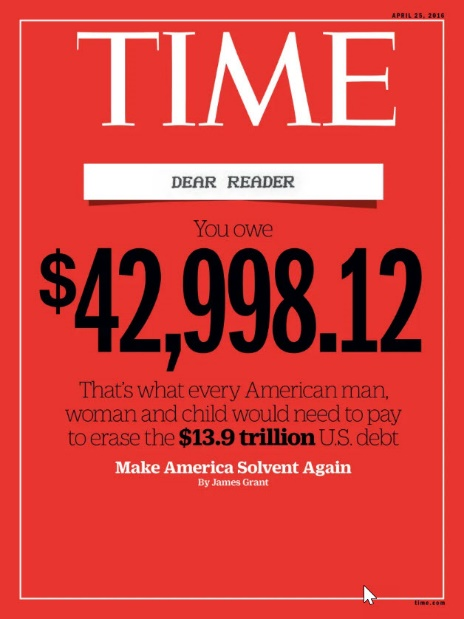 APRIL 25, 2016
TIME
DEAR READER
You owe
$42,998.12
That's what every American man,
woman and child would need to pay
to erase the $13.9 trillion U.S. debt
Make America Solvent Again
By James Grant
time.com